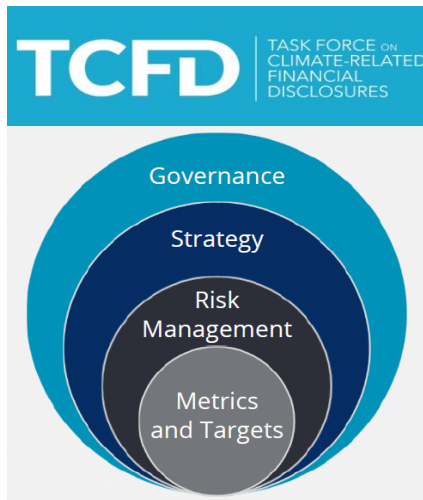 TCFD
TASK FORCE ON
CLIMATE-RELATED
FINANCIAL
DISCLOSURES
Governance
Strategy
Risk
Management
Metrics
and Targets